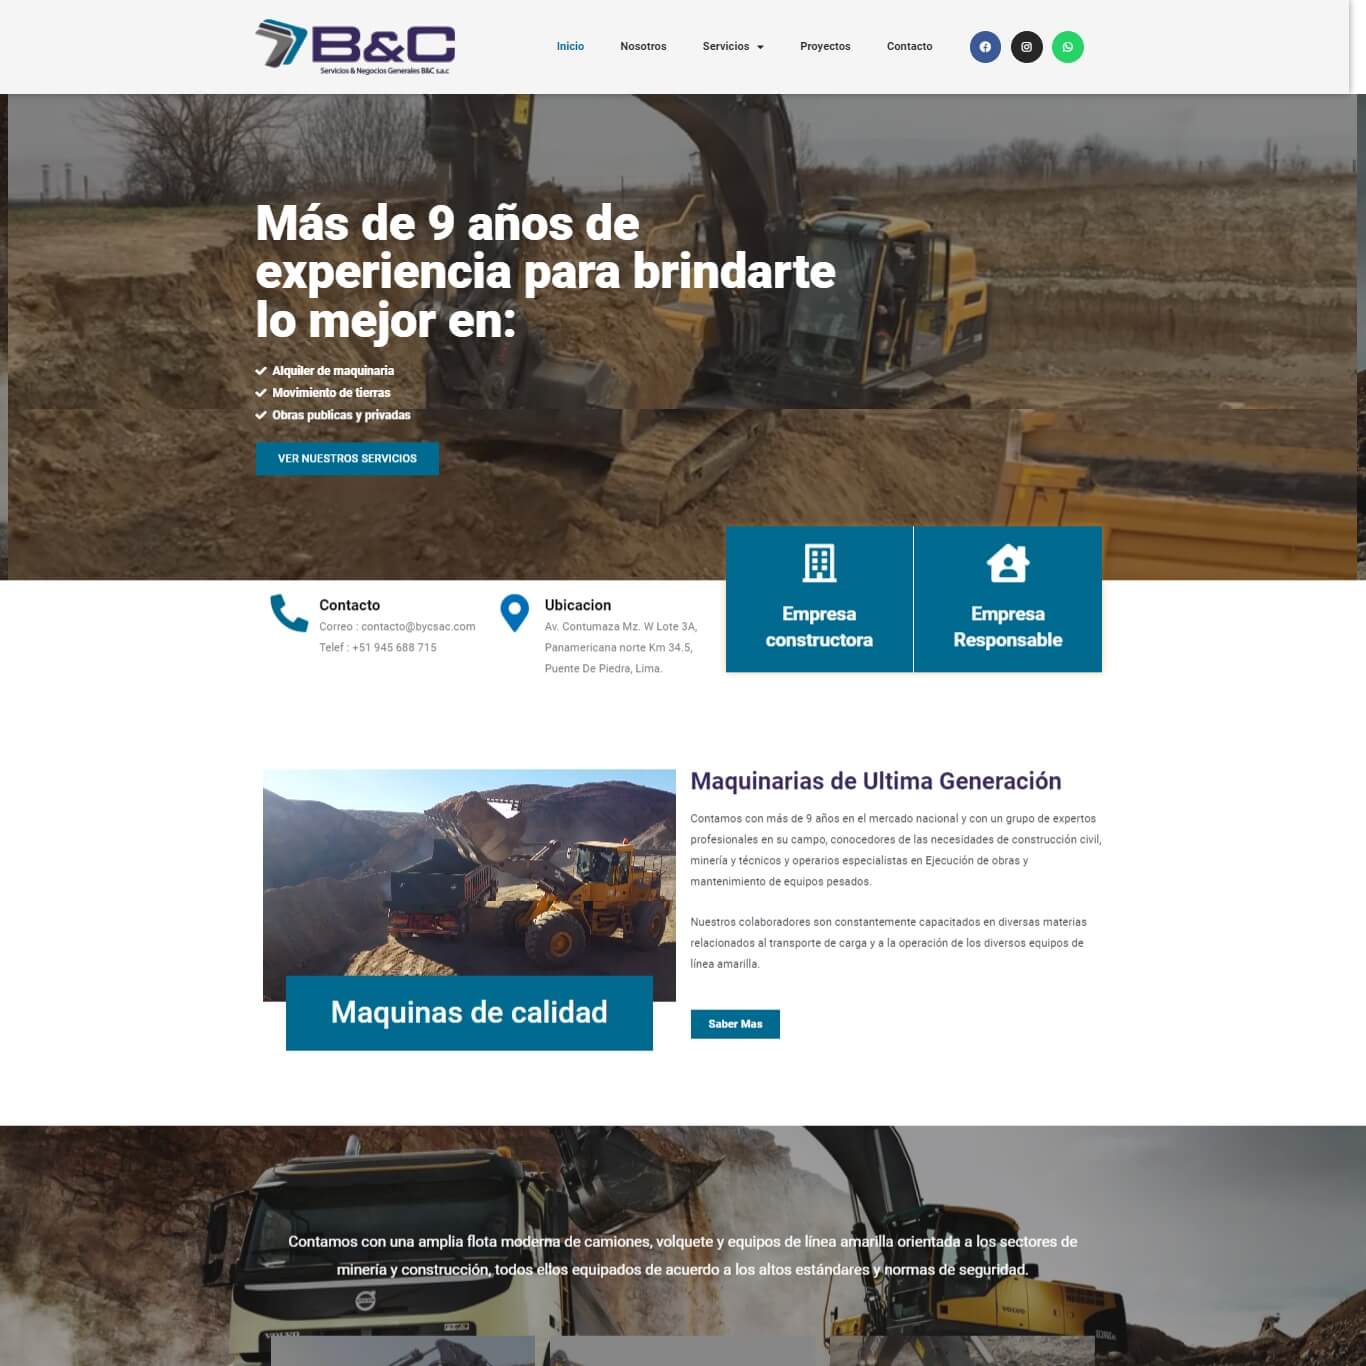 B&C
Servicios & Negocios Generales B&C s.a.c
Inicio
Nosotros
Servicios
Proyectos
Contacto
Más de 9 años de
experiencia para brindarte
lo mejor en:
Alquiler de maquinaria
Movimiento de tierras
Obras publicas y privadas
VER NUESTROS SERVICIOS
Contacto
Correo : contacto@bycsac.com
Telef : +51 945 688 715
Ubicacion
Av. Contumaza Mz. W Lote 3A,
Panamericana norte Km 34.5,
Puente De Piedra, Lima.
Empresa
constructora
Empresa
Responsable
Maquinas de calidad
Maquinarias de Ultima Generación
Contamos con más de 9 años en el mercado nacional y con un grupo de expertos
profesionales en su campo, conocedores de las necesidades de construcción civil,
minería y técnicos y operarios especialistas en Ejecución de obras y
mantenimiento de equipos pesados.
Nuestros colaboradores son constantemente capacitados en diversas materias
relacionados al transporte de carga y a la operación de los diversos equipos de
línea amarilla.
Saber Mas
Contamos con una amplia flota moderna de camiones, volquete y equipos de línea amarilla orientada a los sectores de
minería y construcción, todos ellos equipados de acuerdo a los altos estándares y normas de seguridad.
VOLVO
VOLVO